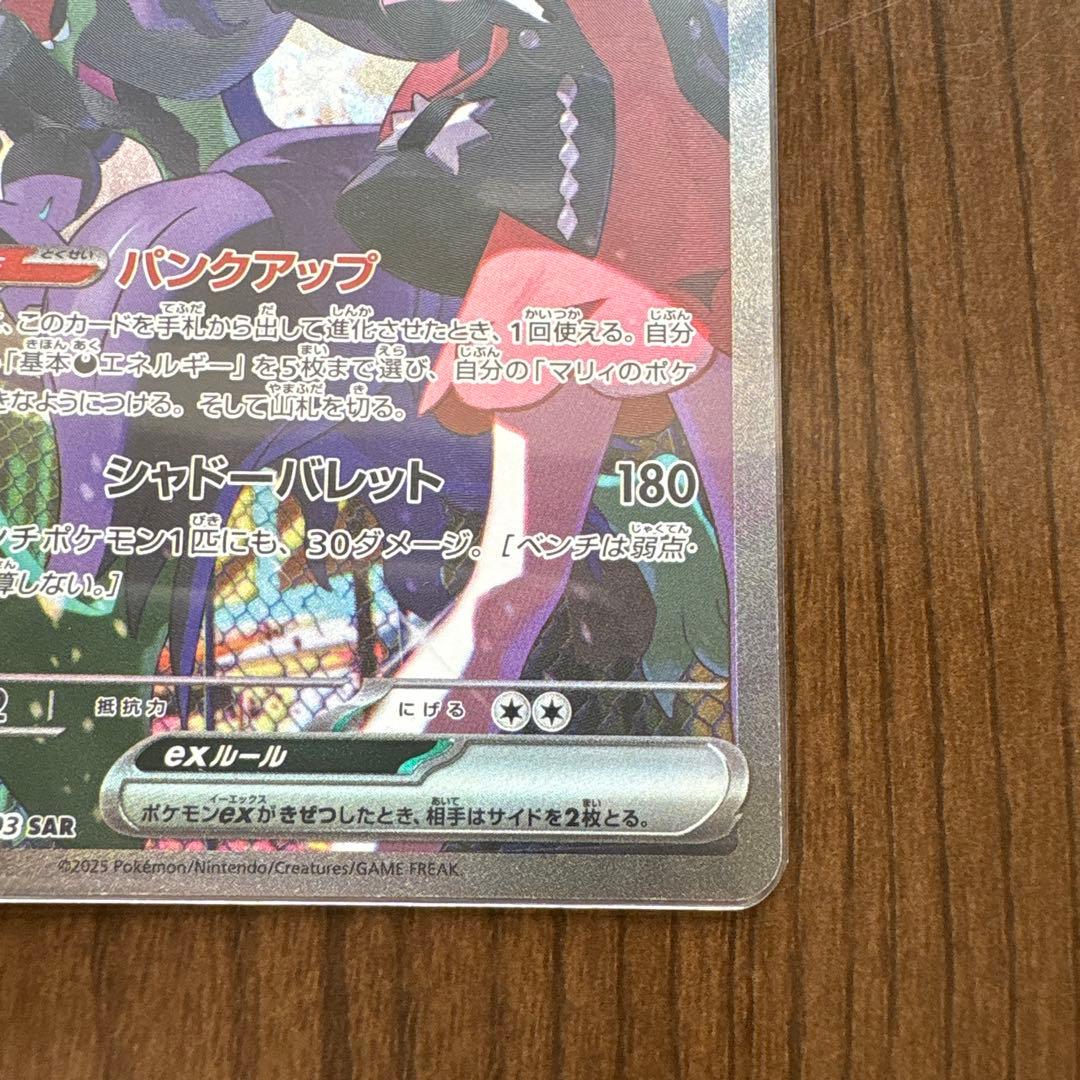 とくせい
パンクアップ
、このカードを手札から出して進化させたとき、1回使える。自分
「基本エネルギー」を5枚まで選び、自分の「マリィのポケ
きなようにつける。そして山札を切る。
シャドーバレット 180
ンチポケモン1匹にも、30ダメージ。[ベンチは弱点・
算しない。]
2 抵抗力 にげる
exルール
ポケモンexがきぜつしたとき、相手はサイドを2枚とる。
93 SAR
©2025 Pokémon/Nintendo/Creatures/GAME FREAK.